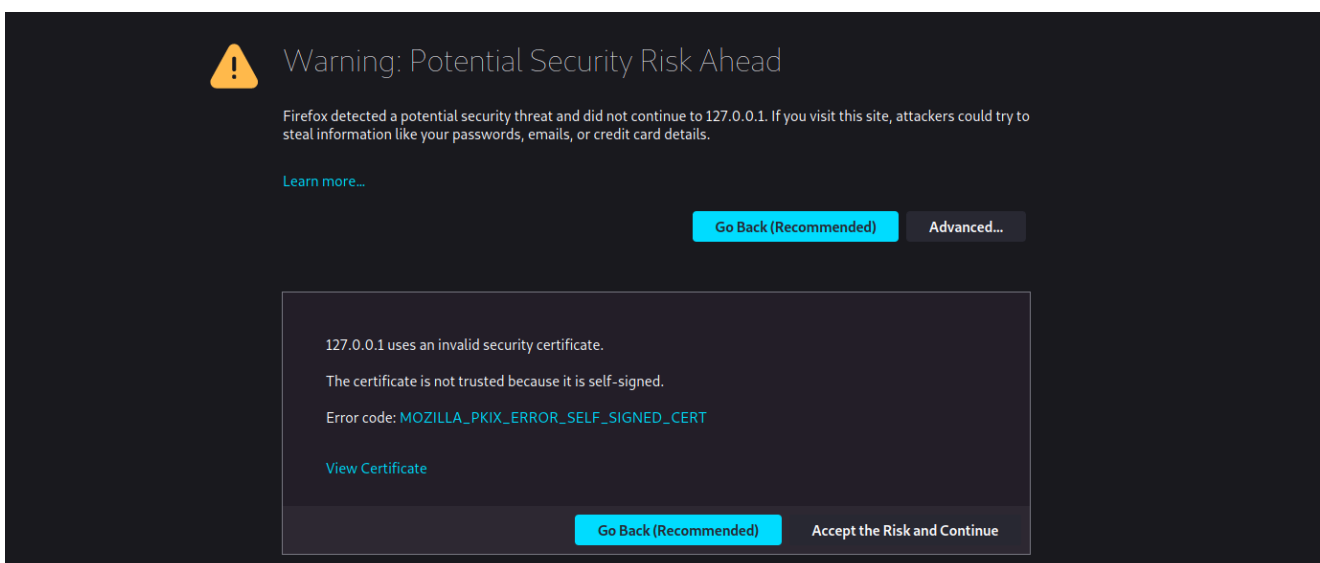 Warning: Potential Security Risk Ahead
Firefox detected a potential security threat and did not continue to 127.0.0.1. If you visit this site, attackers could try to
steal information like your passwords, emails, or credit card details.
Learn more...
Go Back (Recommended) Advanced...
127.0.0.1 uses an invalid security certificate.
The certificate is not trusted because it is self-signed.
Error code: MOZILLA_PKIX_ERROR_SELF_SIGNED_CERT
View Certificate
Go Back (Recommended) Accept the Risk and Continue